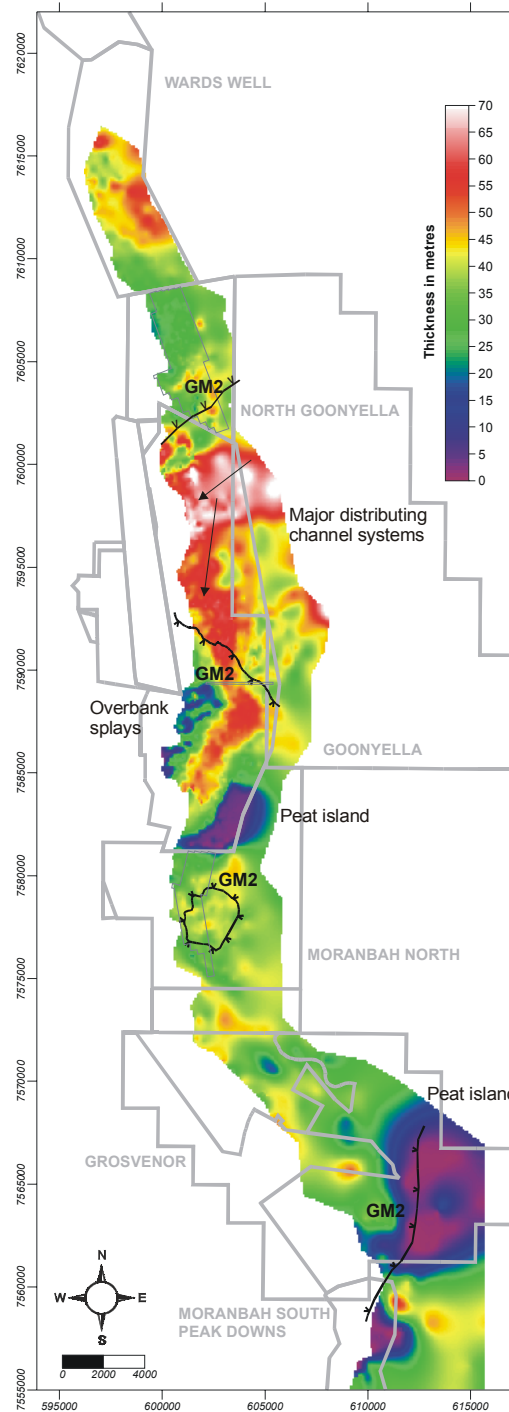 WARDS WELL
Thickness in metres
70
65
60
55
50
45
40
35
30
25
20
15
10
5
0
GM2
NORTH GOONYELLA
Major distributing
channel systems
GM2
Overbank
splays
GOONYELLA
Peat island
GM2
MORANBAH NORTH
Peat island
GROSVENOR
GM2
MORANBAH SOUTH
PEAK DOWNS
N
W
E
S
0 2000 4000
7620000
7615000
7610000
7605000
7600000
7595000
7590000
7585000
7580000
7575000
7570000
7565000
7560000
7555000
595000 600000 605000 610000 615000